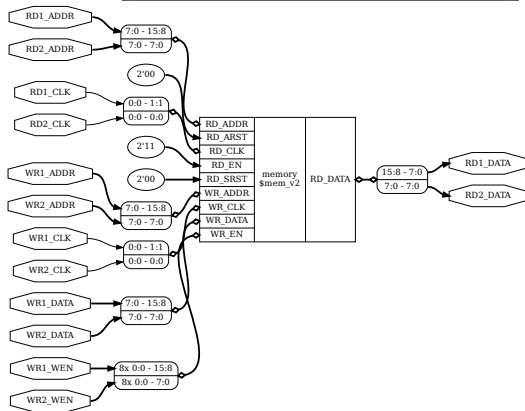 RD1_ADDR
RD2_ADDR
7:0 - 15:8
7:0 - 7:0
2'00
RD1_CLK
RD2_CLK
0:0 - 1:1
0:0 - 0:0
2'11
2'00
WR1_ADDR
WR2_ADDR
7:0 - 15:8
7:0 - 7:0
WR1_CLK
WR2_CLK
0:0 - 1:1
0:0 - 0:0
WR1_DATA
WR2_DATA
7:0 - 15:8
7:0 - 7:0
WR1_WEN
WR2_WEN
8x 0:0 - 15:8
8x 0:0 - 7:0
RD_ADDR
RD_ARST
RD_CLK
RD_EN
RD_SRST
WR_ADDR
WR_CLK
WR_DATA
WR_EN
memory
$mem_v2
RD_DATA
15:8 - 7:0
7:0 - 7:0
RD1_DATA
RD2_DATA